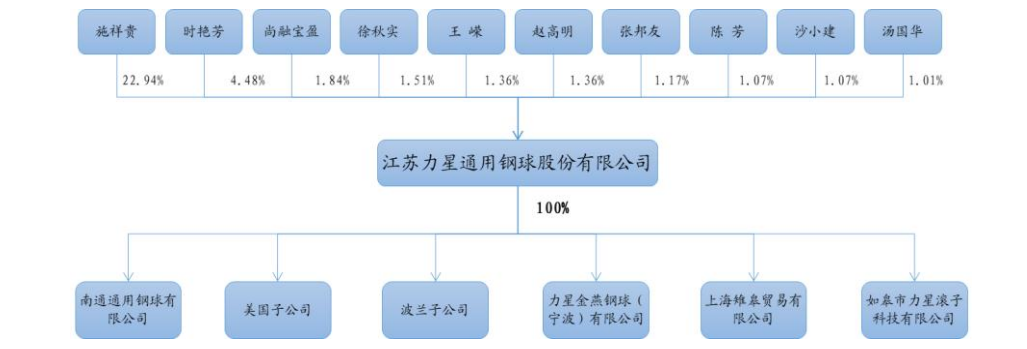 施祥贵 时艳芳 尚融宝盈 徐秋实 王 嵘 赵高明 张邦友 陈 芳 沙小建 汤国华
22.94% 4.48% 1.84% 1.51% 1.36% 1.36% 1.17% 1.07% 1.07% 1.01%
江苏力星通用钢球股份有限公司
100%
南通通用钢球有
限公司
美国子公司
波兰子公司
力星金燕钢球（
宁波）有限公司
上海雉皋贸易有
限公司
如皋市力星滚子
科技有限公司